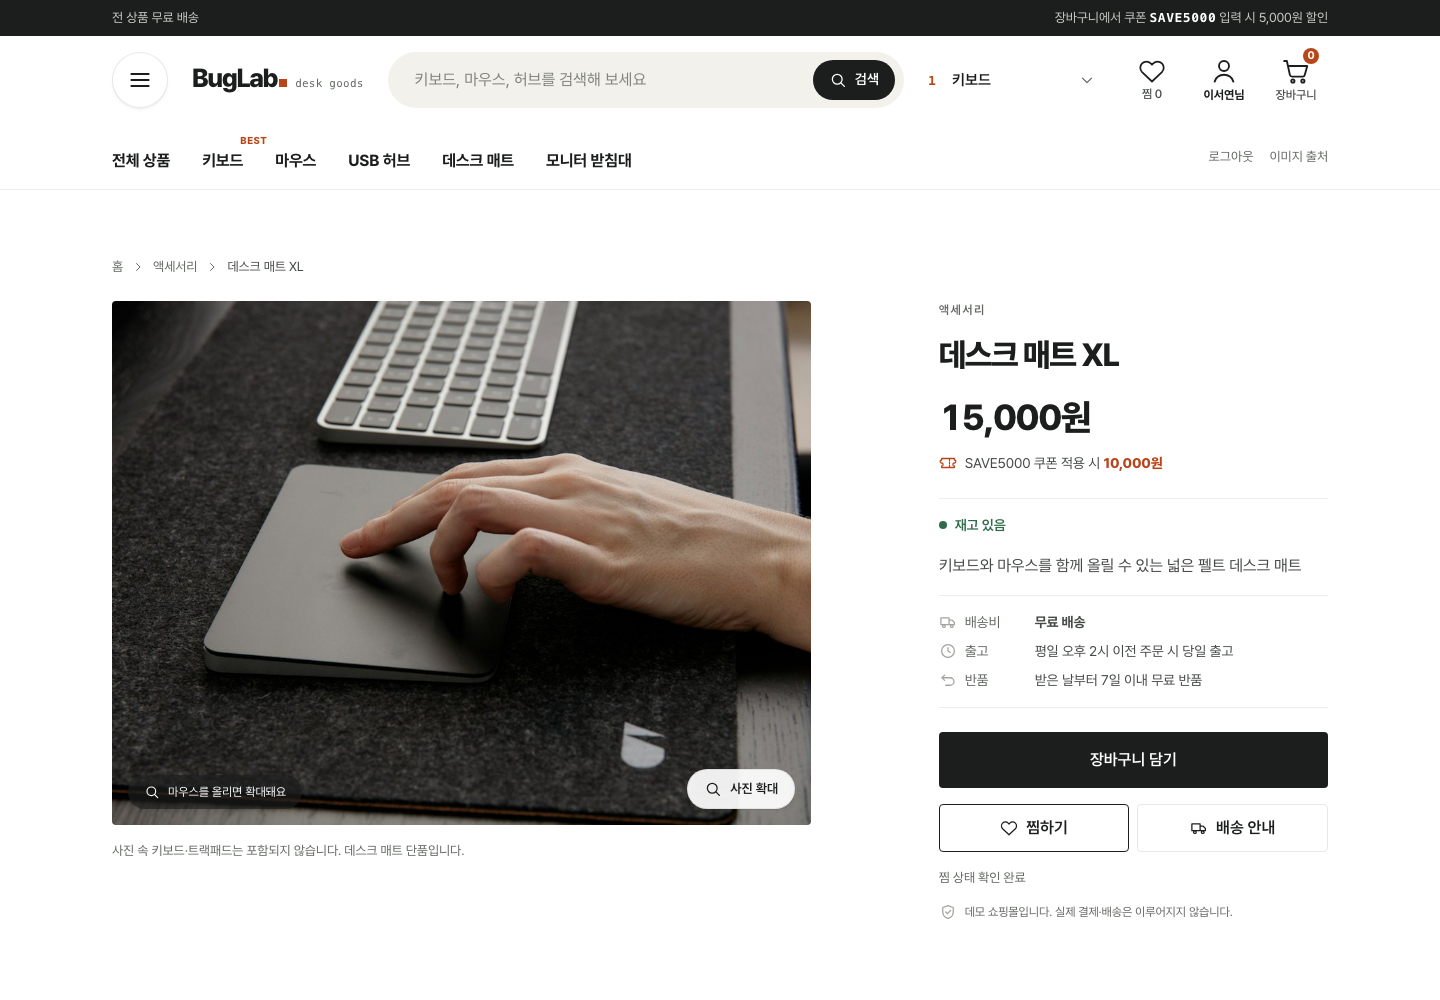 전 상품 무료 배송
장바구니에서 쿠폰 SAVE5000 입력 시 5,000원 할인
BugLab desk goods
키보드, 마우스, 허브를 검색해 보세요
검색
1 키보드
찜 0
이서연님
0
장바구니
전체 상품
키보드
BEST
마우스
USB 허브
데스크 매트
모니터 받침대
로그아웃
이미지 출처
홈 > 액세서리 > 데스크 매트 XL
마우스를 올리면 확대돼요
사진 확대
사진 속 키보드·트랙패드는 포함되지 않습니다. 데스크 매트 단품입니다.
액세서리
데스크 매트 XL
15,000원
SAVE5000 쿠폰 적용 시 10,000원
재고 있음
키보드와 마우스를 함께 올릴 수 있는 넓은 펠트 데스크 매트
배송비 무료 배송
출고 평일 오후 2시 이전 주문 시 당일 출고
반품 받은 날부터 7일 이내 무료 반품
장바구니 담기
찜하기
배송 안내
찜 상태 확인 완료
데모 쇼핑몰입니다. 실제 결제·배송은 이루어지지 않습니다.